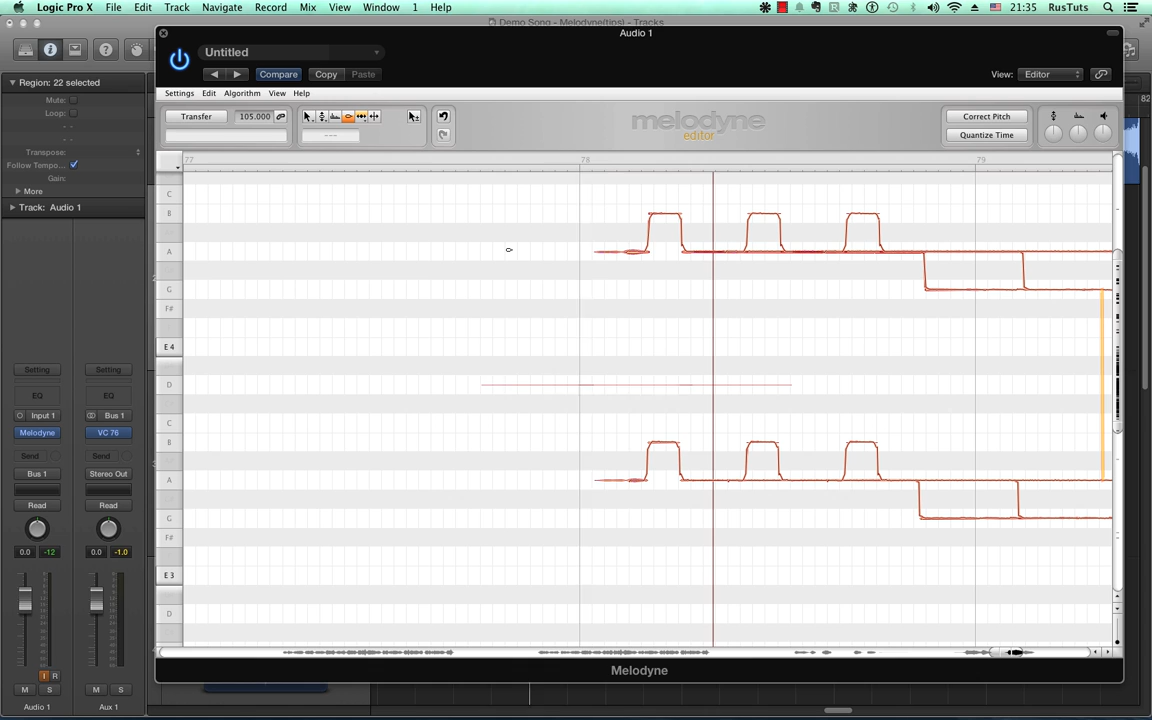 Logic Pro X File Edit Track Navigate Record Mix View Window 1 Help
21:35 RusTuts
Demo Song - Melodyne(tips) - Tracks
Audio 1
Untitled
Compare Copy Paste
View: Editor
Settings Edit Algorithm View Help
Transfer 105.000
---
melodyne
editor
Correct Pitch
Quantize Time
77 78 79
82
C
B
A
G
F#
E 4
D
C
B
A
G
F#
E 3
D
Melodyne
Region: 22 selected
Mute:
Loop:
Transpose:
Follow Tempo...
Gain:
More
Track: Audio 1
Setting Setting
EQ EQ
Input 1 Bus 1
Melodyne VC 76
Send Send
Bus 1 Stereo Out
Read Read
0.0 -12 0.0 -1.0
I R
M S M S
Audio 1 Aux 1